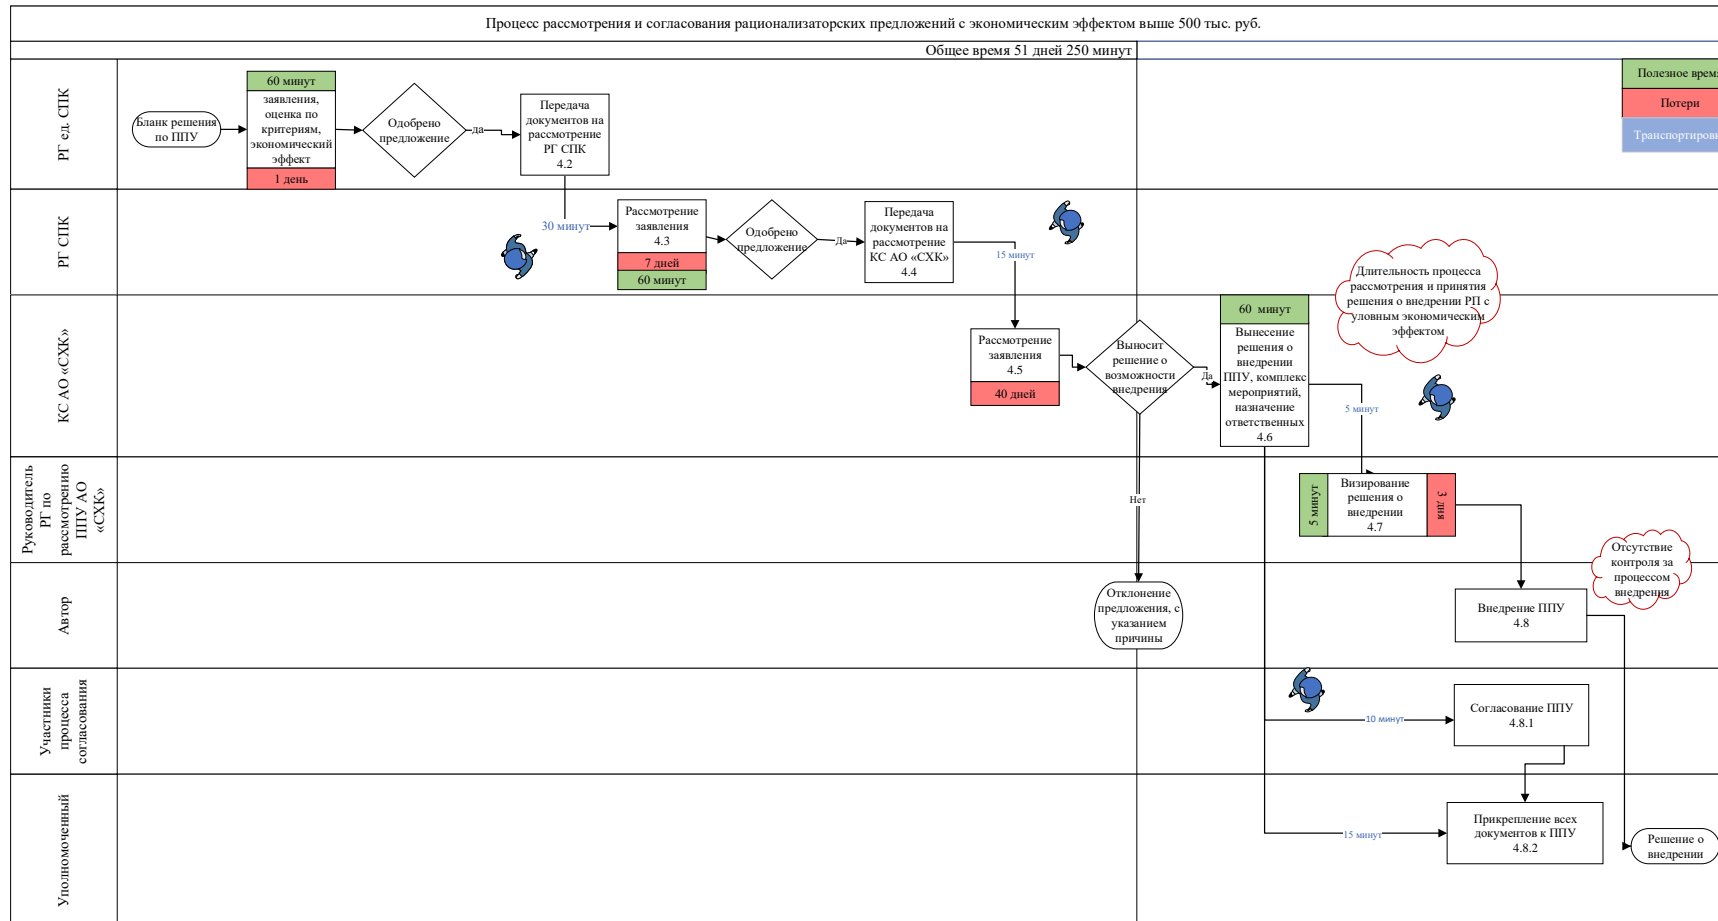 Процесс рассмотрения и согласования рационализаторских предложений с экономическим эффектом выше 500 тыс. руб.
Общее время 51 дней 250 минут
Полезное врем
Потери
Транспортировк
РГ ед. СПК
Бланк решения
по ППУ
60 минут
заявления,
оценка по
критериям,
экономический
эффект
1 день
Одобрено
предложение
да
Передача
документов на
рассмотрение
РГ СПК
4.2
РГ СПК
30 минут
Рассмотрение
заявления
4.3
7 дней
60 минут
Одобрено
предложение
Да
Передача
документов на
рассмотрение
КС АО «СХК»
4.4
15 минут
КС АО «СХК»
Рассмотрение
заявления
4.5
40 дней
Выносит
решение о
возможности
внедрения
Да
Нет
60 минут
Вынесение
решения о
внедрении
ППУ, комплекс
мероприятий,
назначение
ответственных
4.6
5 минут
Длительность процесса
рассмотрения и принятия
решения о внедрении РП с
уловным экономическим
эффектом
Руководитель
РГ по
рассмотрению
ППУ АО
«СХК»
5 минут
Визирование
решения о
внедрении
4.7
3 дня
Автор
Отклонение
предложения, с
указанием
причины
Внедрение ППУ
4.8
Отсутствие
контроля за
процессом
внедрения
Участники
процесса
согласования
10 минут
Согласование ППУ
4.8.1
Уполномоченный
15 минут
Прикрепление всех
документов к ППУ
4.8.2
Решение о
внедрении